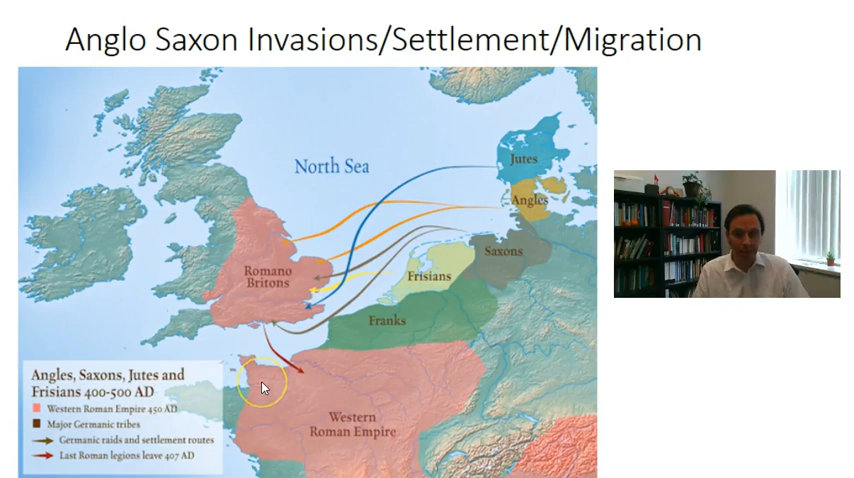 Anglo Saxon Invasions/Settlement/Migration
North Sea
Jutes
Angles
Saxons
Frisians
Romano
Britons
Franks
Western
Roman Empire
Angles, Saxons, Jutes and
Frisians 400-500 AD
Western Roman Empire 450 AD
Major Germanic tribes
Germanic raids and settlement routes
Last Roman legions leave 407 AD